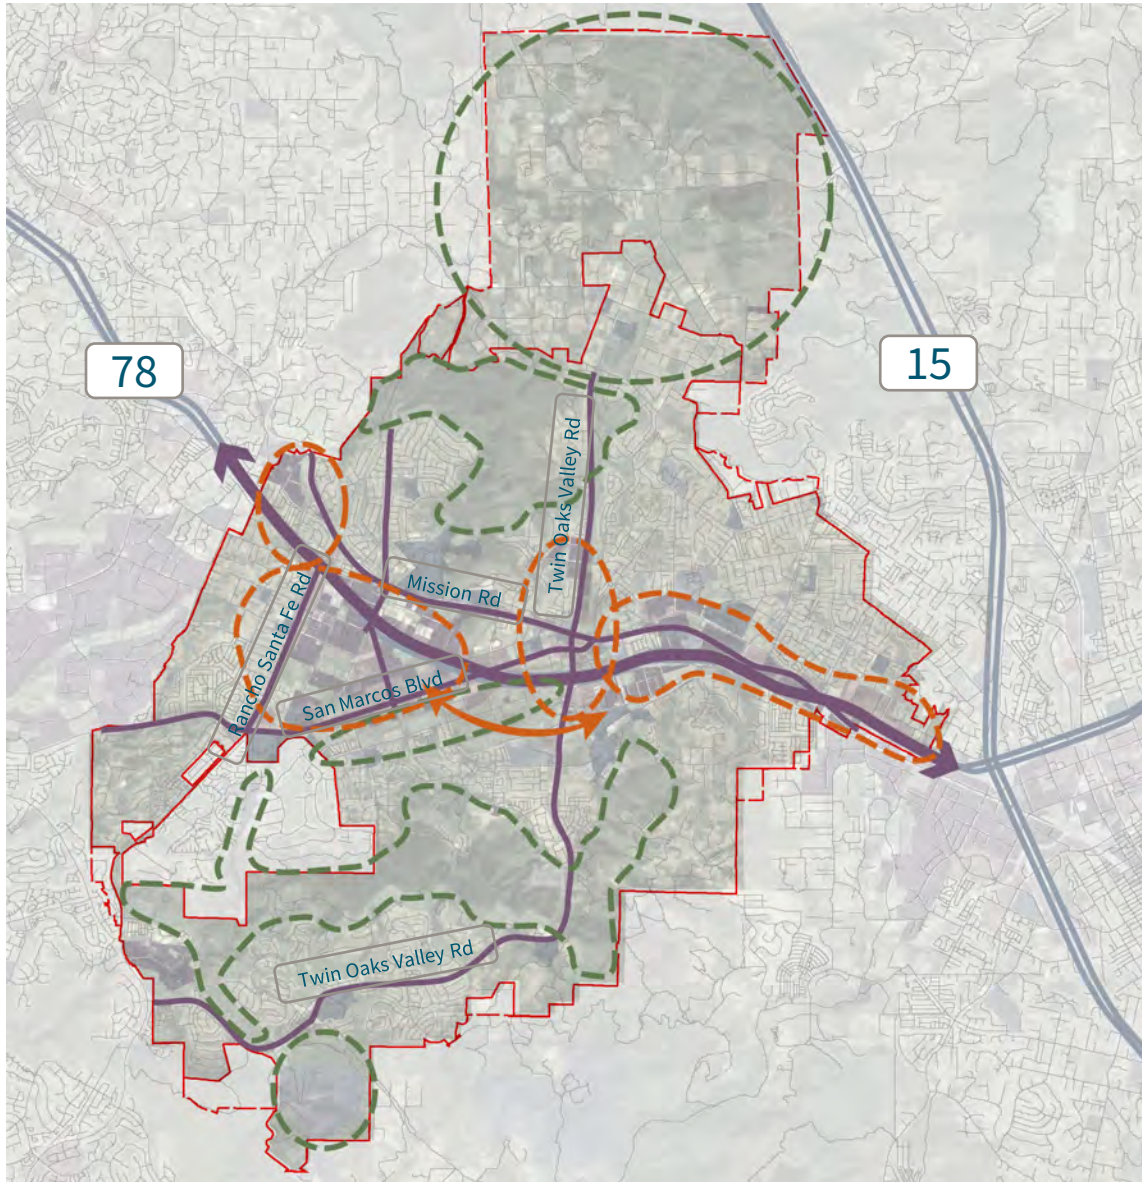 78
15
Twin Oaks Valley Rd
Mission Rd
Rancho Santa Fe Rd
San Marcos Blvd
Twin Oaks Valley Rd